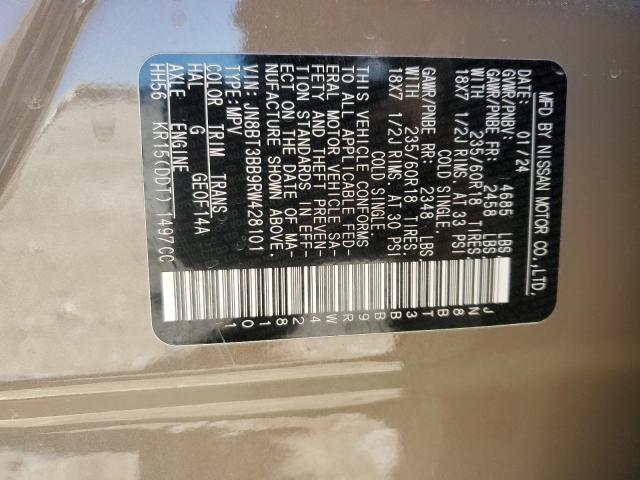 MFD BY NISSAN MOTOR CO.,LTD.
DATE: 01/24
GVWR/PNBV: 4685 LBS.
GAWR/PNBE FR: 2458 LBS.
WITH 235/60R18 TIRES,
18X7 1/2J RIMS AT 33 PSI
COLD SINGLE.
GAWR/PNBE RR: 2348 LBS.
WITH 235/60R18 TIRES,
18X7 1/2J RIMS AT 30 PSI
COLD SINGLE.
THIS VEHICLE CONFORMS
TO ALL APPLICABLE FED-
ERAL MOTOR VEHICLE SA-
FETY AND THEFT PREVEN-
TION STANDARDS IN EFF-
ECT ON THE DATE OF MA-
NUFACTURE SHOWN ABOVE.
VIN: JN8BT3BB9RW428101
TYPE:MPV
COLOR TRIM TRANS
HAL G GEOF14A
AXLE ENGINE
HH56 KR15(DDT) 1497CC
JN8BT3BB9RW428101